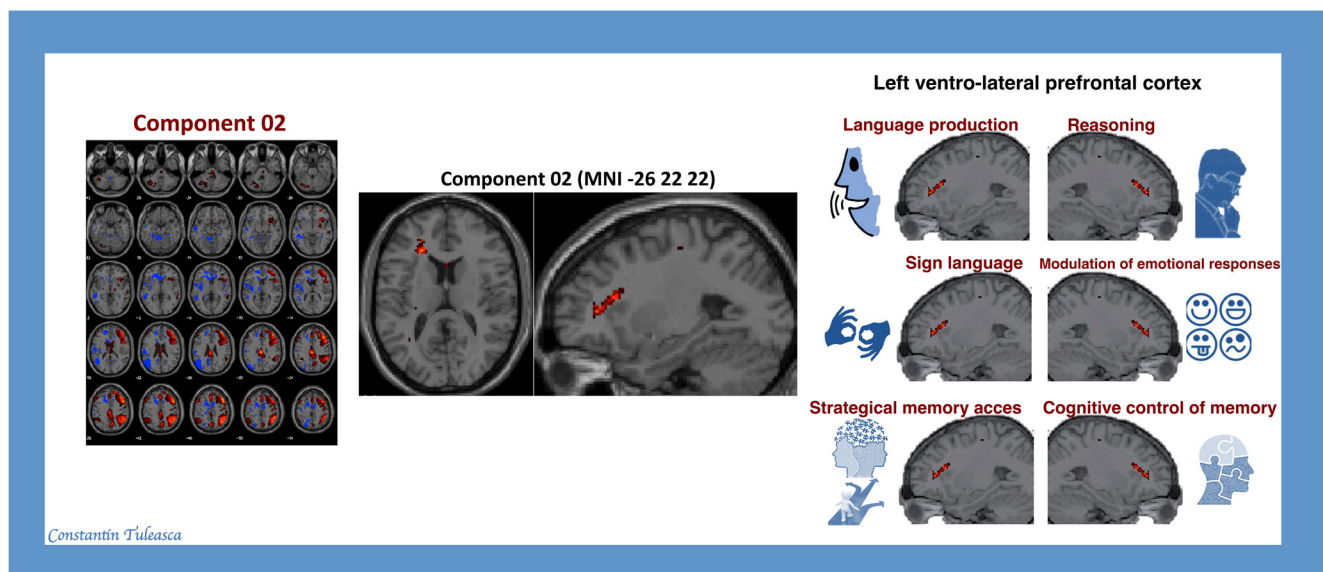 Component 02
Component 02 (MNI -26 22 22)
Left ventro-lateral prefrontal cortex
Language production
Reasoning
Sign language
Modulation of emotional responses
Strategical memory acces
Cognitive control of memory
Constantin Tuleasca